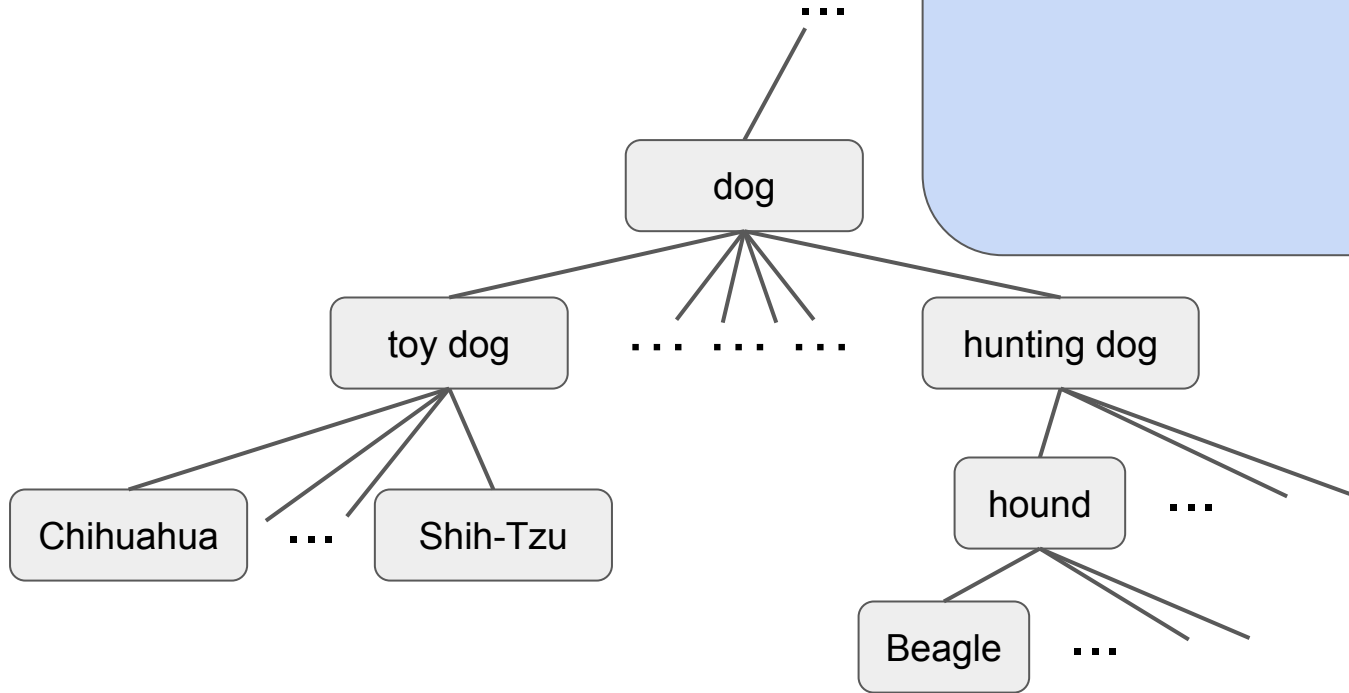 ...
dog
toy dog
... ... ...
hunting dog
Chihuahua
...
Shih-Tzu
hound
...
Beagle
...